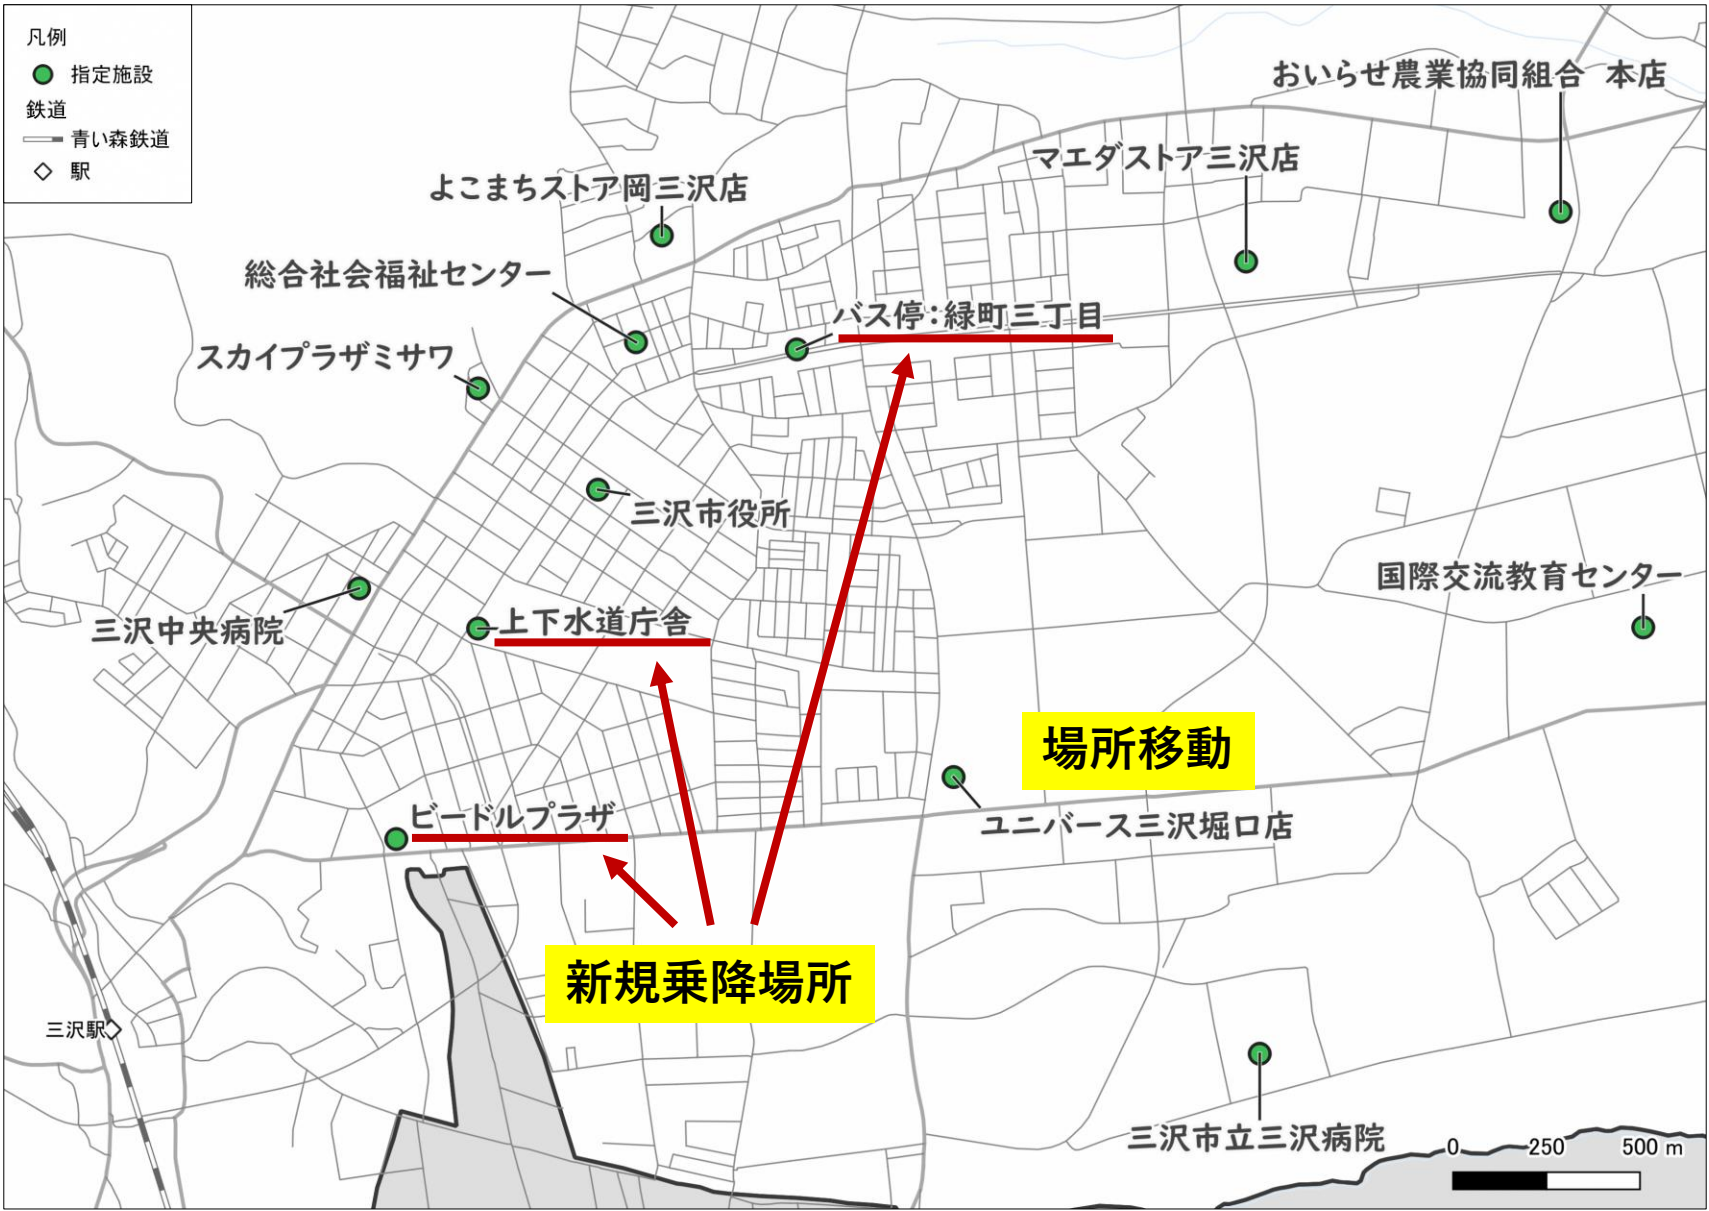 凡例
指定施設
鉄道
青い森鉄道
駅
おいらせ農業協同組合 本店
マエダストア三沢店
よこまちストア岡三沢店
総合社会福祉センター
バス停:緑町三丁目
スカイプラザミサワ
三沢市役所
国際交流教育センター
三沢中央病院
上下水道庁舎
場所移動
ビードルプラザ
ユニバース三沢堀口店
新規乗降場所
三沢駅
三沢市立三沢病院
0 250 500 m